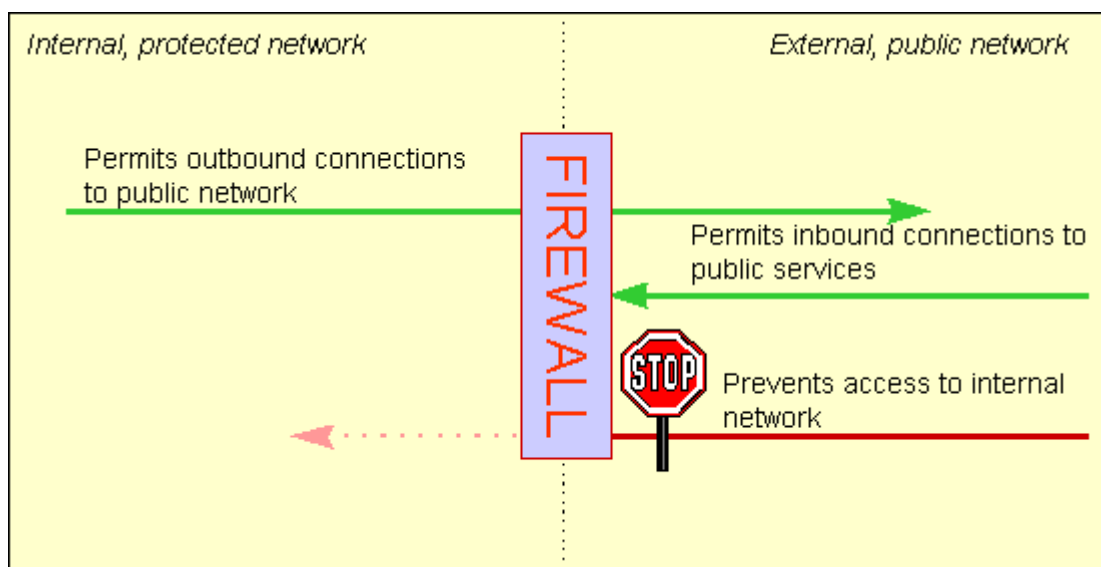 Internal, protected network
External, public network
Permits outbound connections
to public network
FIREWALL
Permits inbound connections to
public services
STOP
Prevents access to internal
network